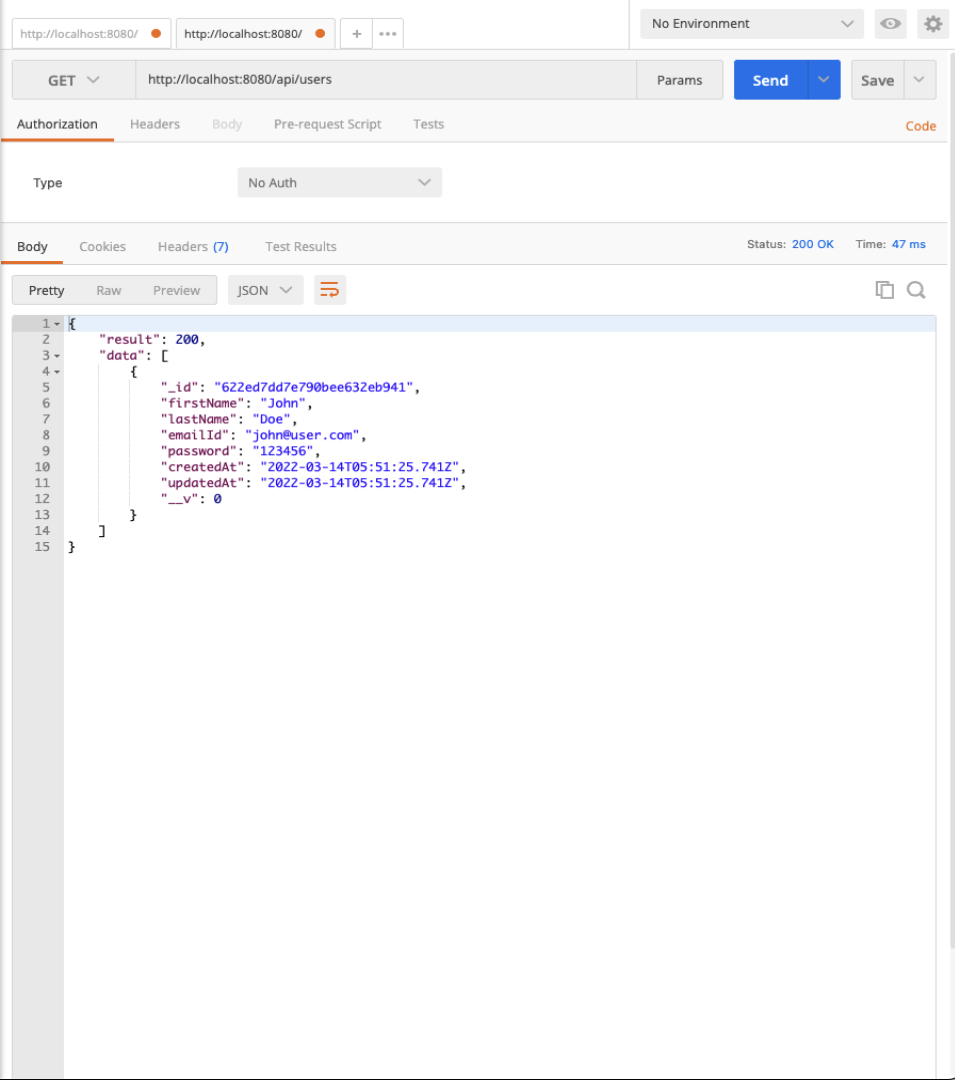 http://localhost:8080/ http://localhost:8080/ + ••• No Environment
GET http://localhost:8080/api/users Params Send Save
Authorization Headers Body Pre-request Script Tests Code
Type No Auth
Body Cookies Headers (7) Test Results Status: 200 OK Time: 47 ms
Pretty Raw Preview JSON
1 {
2 "result": 200,
3 "data": [
4 {
5 "_id": "622ed7dd7e790bee632eb941",
6 "firstName": "John",
7 "lastName": "Doe",
8 "emailId": "john@user.com",
9 "password": "123456",
10 "createdAt": "2022-03-14T05:51:25.741Z",
11 "updatedAt": "2022-03-14T05:51:25.741Z",
12 "__v": 0
13 }
14 ]
15 }